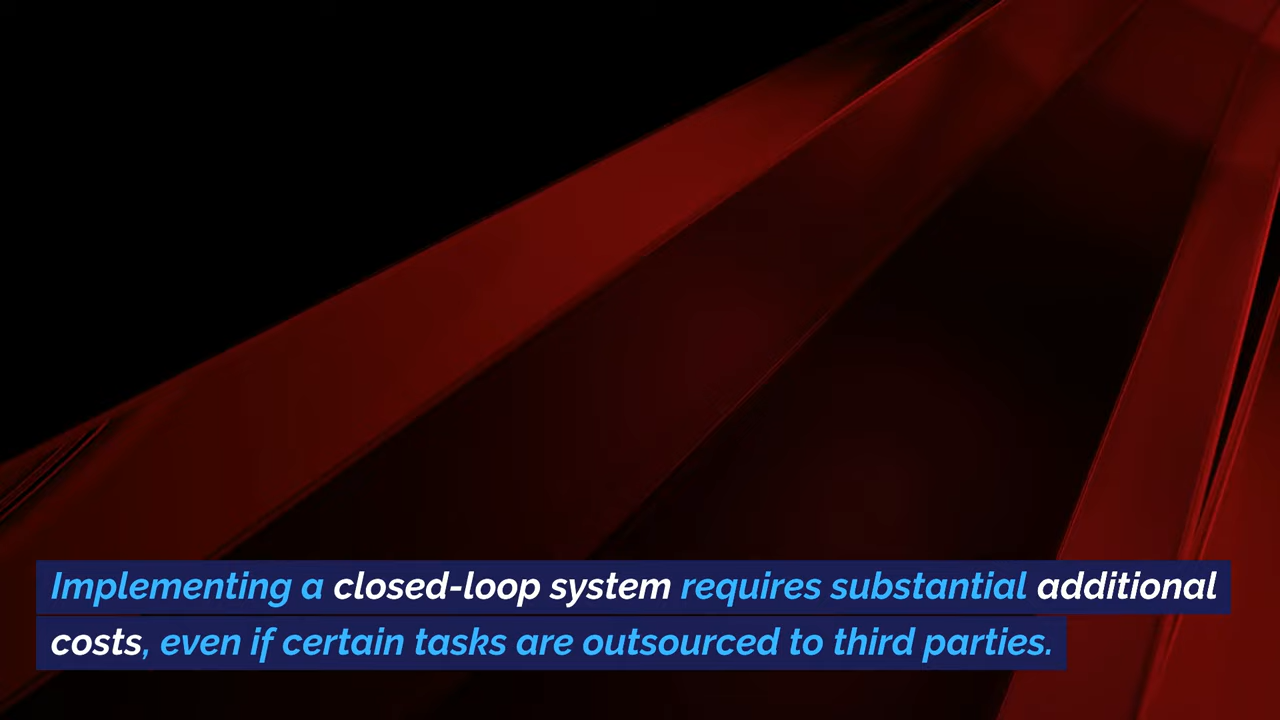 Implementing a closed-loop system requires substantial additional
costs, even if certain tasks are outsourced to third parties.